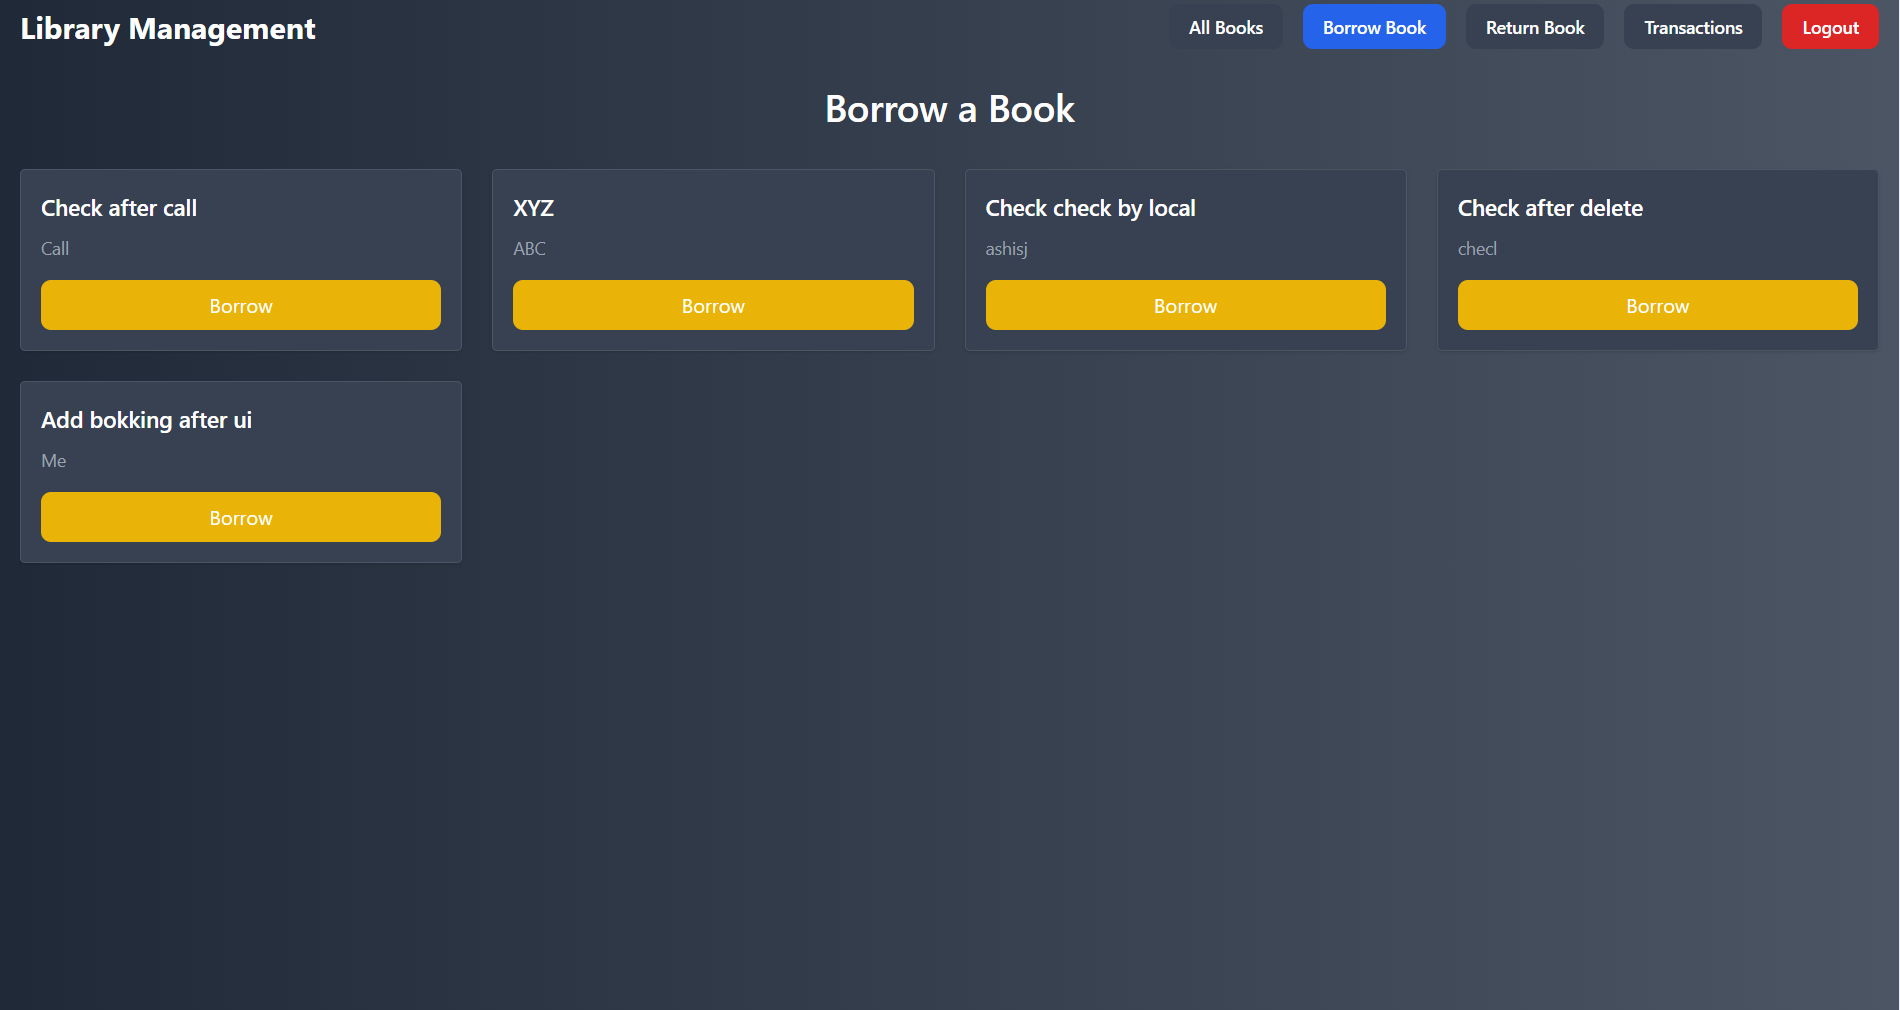 Library Management
All Books
Borrow Book
Return Book
Transactions
Logout
Borrow a Book
Check after call
Call
Borrow
XYZ
ABC
Borrow
Check check by local
ashisj
Borrow
Check after delete
checl
Borrow
Add bokking after ui
Me
Borrow